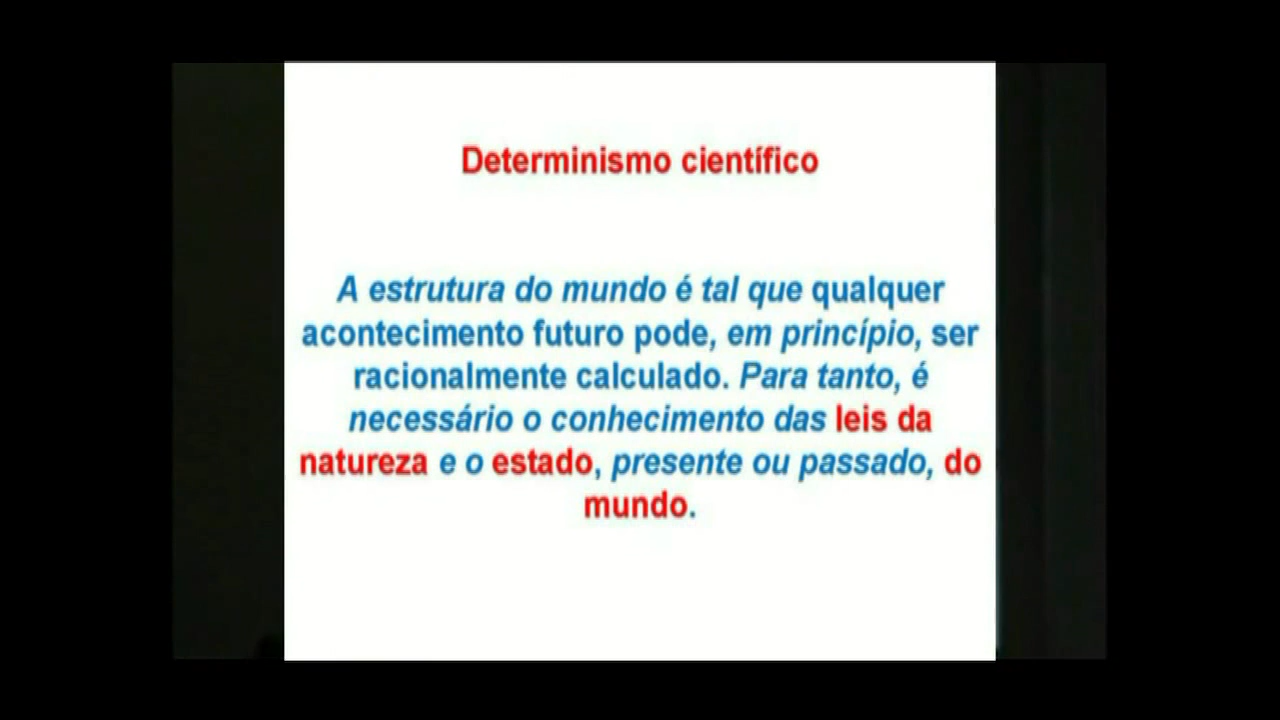 Determinismo científico
A estrutura do mundo é tal que qualquer
acontecimento futuro pode, em princípio, ser
racionalmente calculado. Para tanto, é
necessário o conhecimento das leis da
natureza e o estado, presente ou passado, do
mundo.